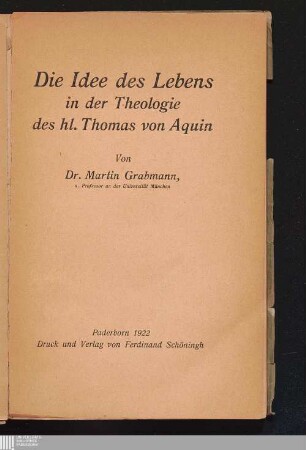 Die Idee des Lebens
in der Theologie
des hl. Thomas von Aquin
Von
Dr. Martin Grabmann,
o. Professor an der Universität München
Paderborn 1922
Druck und Verlag von Ferdinand Schöningh